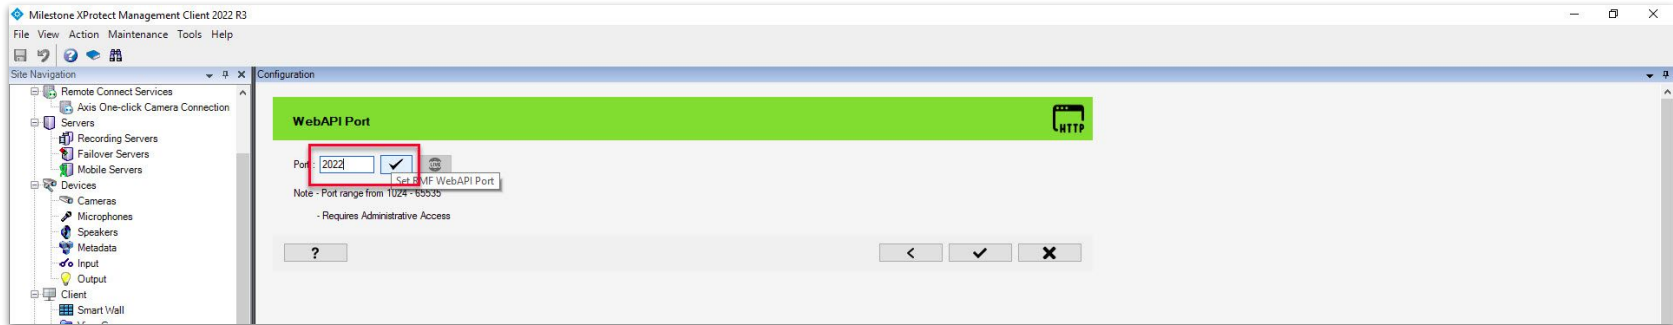 Milestone XProtect Management Client 2022 R3
File View Action Maintenance Tools Help
Site Navigation
Remote Connect Services
Axis One-click Camera Connection
Servers
Recording Servers
Failover Servers
Mobile Servers
Devices
Cameras
Microphones
Speakers
Metadata
Input
Output
Client
Smart Wall
Configuration
WebAPI Port
HTTP
Port : 2022
LIVE
Set RMF WebAPI Port
Note - Port range from 1024 - 65535
- Requires Administrative Access
?